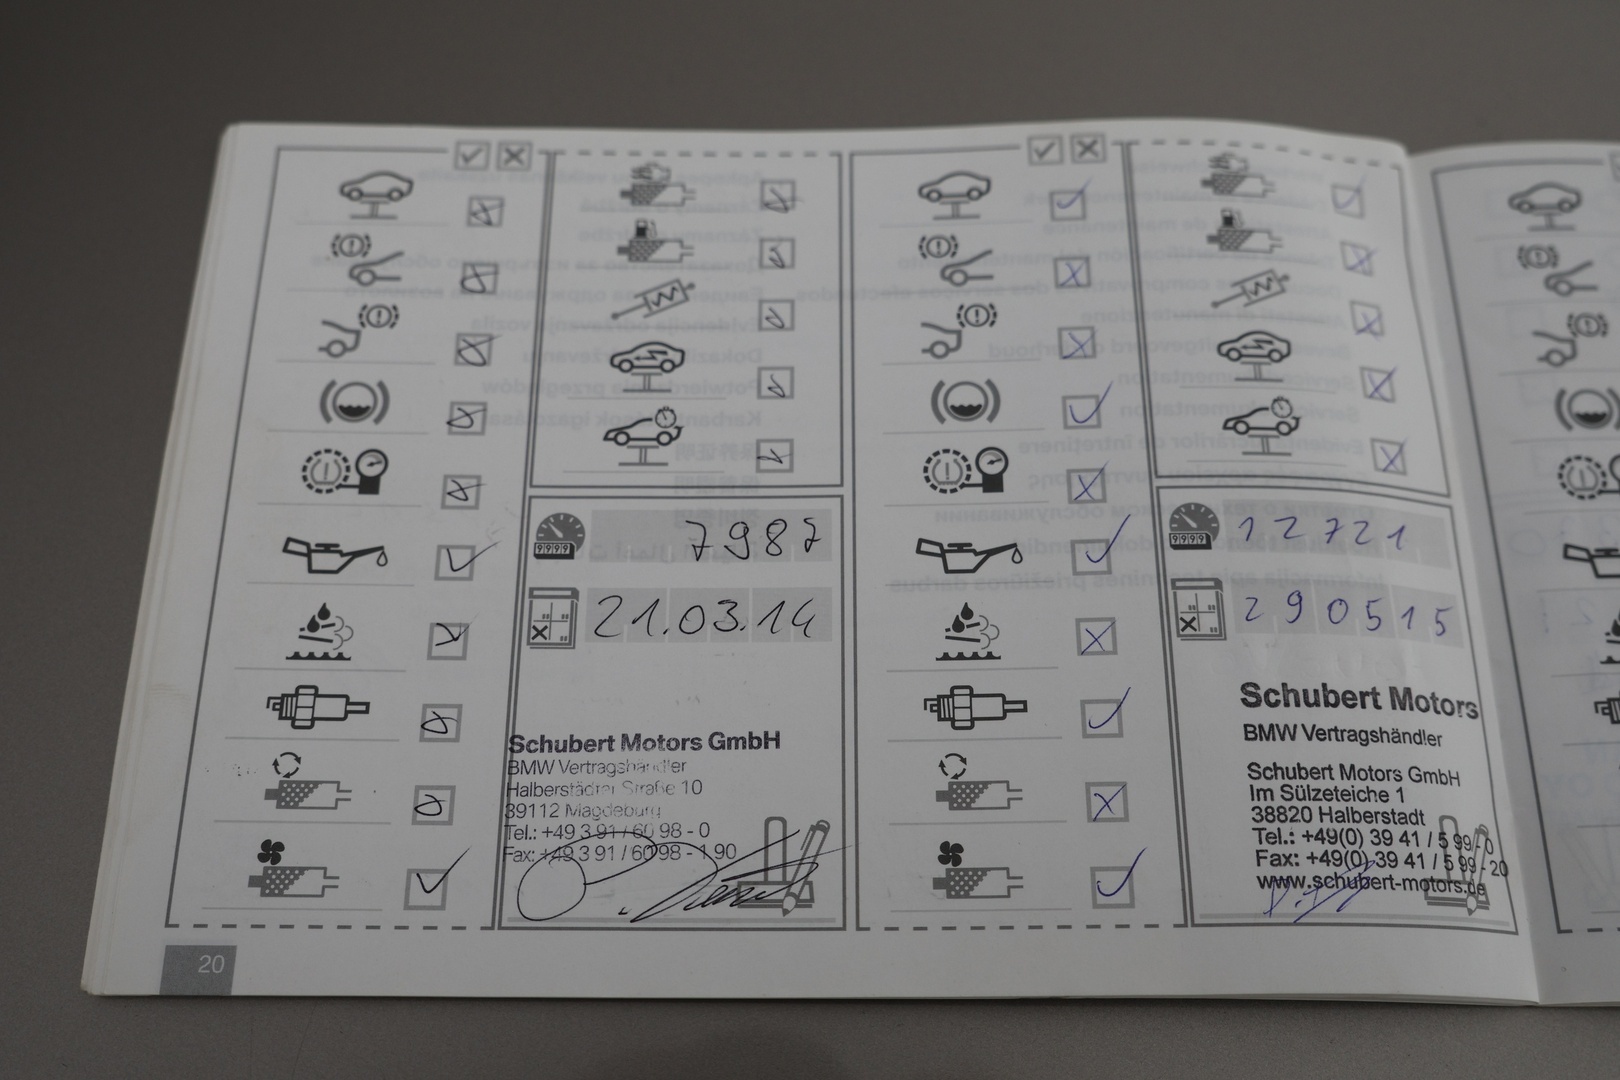 7987
21.03.14
Schubert Motors GmbH
BMW Vertragshändler
Halberstädter Straße 10
39112 Magdeburg
Tel.: +49 3 91 / 60 98 - 0
Fax: +49 3 91 / 60 98 - 1 90
20
12721
290515
Schubert Motors
BMW Vertragshändler
Schubert Motors GmbH
Im Sülzeteiche 1
38820 Halberstadt
Tel.: +49(0) 39 41 / 5 99 - 0
Fax: +49(0) 39 41 / 5 99 - 20
www.schubert-motors.de